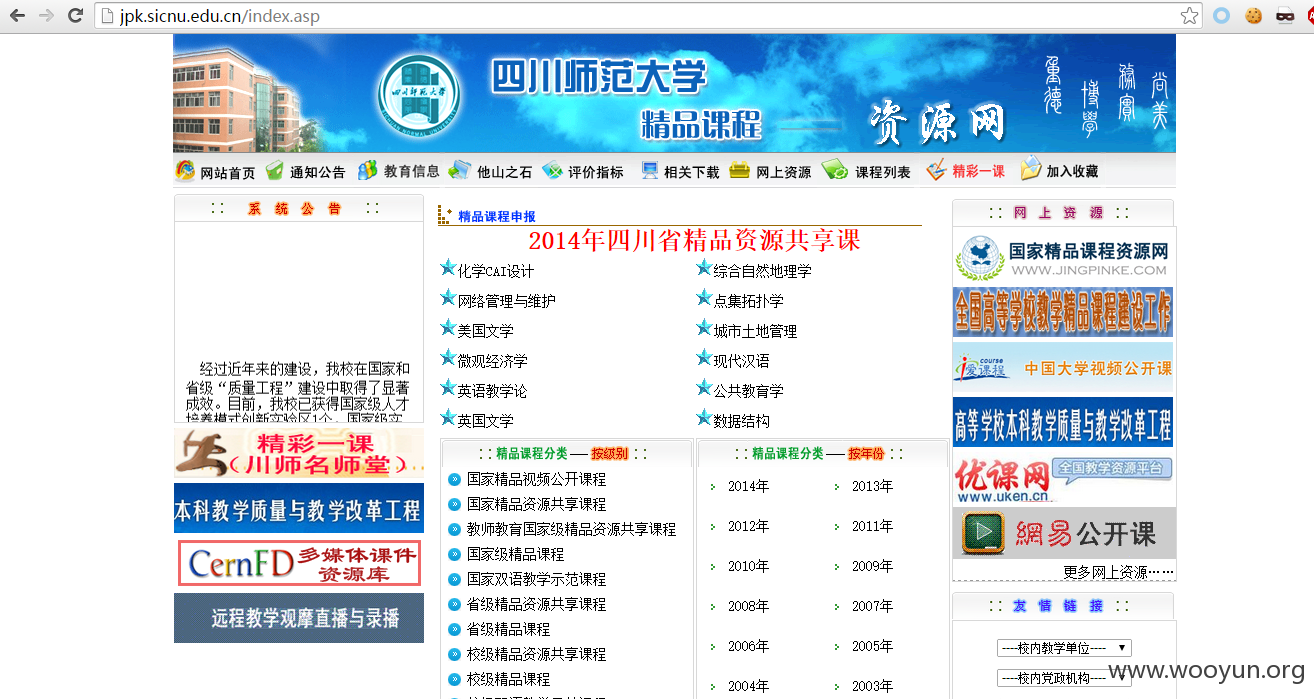 jpk.sicnu.edu.cn/index.asp
四川师范大学
精品课程
资源网
重德
博學
務實
尚美
四川师范大学
网站首页 通知公告 教育信息 他山之石 评价指标 相关下载 网上资源 课程列表 精彩一课 加入收藏
:: 系 统 公 告 ::
经过近年来的建设，我校在国家和
省级“质量工程”建设中取得了显著
成效。目前，我校已获得国家级人才
培养模式创新实验区1个，国家级实
精彩一课
（川师名师堂）
本科教学质量与教学改革工程
CernFD 多媒体课件
资源库
远程教学观摩直播与录播
精品课程申报
2014年四川省精品资源共享课
化学CAI设计 综合自然地理学
网络管理与维护 点集拓扑学
美国文学 城市土地管理
微观经济学 现代汉语
英语教学论 公共教育学
英国文学 数据结构
:: 精品课程分类 —— 按级别 ::
国家精品视频公开课程
国家精品资源共享课程
教师教育国家级精品资源共享课程
国家级精品课程
国家双语教学示范课程
省级精品资源共享课程
省级精品课程
校级精品资源共享课程
校级精品课程
:: 精品课程分类 —— 按年份 ::
2014年 2013年
2012年 2011年
2010年 2009年
2008年 2007年
2006年 2005年
2004年 2003年
:: 网 上 资 源 ::
国家精品课程资源网
WWW.JINGPINKE.COM
全国高等学校教学精品课程建设工作
course
爱课程 中国大学视频公开课
高等学校本科教学质量与教学改革工程
优课网 全国教学资源平台
www.uken.cn
網易公开课
更多网上资源……
:: 友 情 链 接 ::
----校内教学单位----
----校内党政机构----
www.wooyun.org